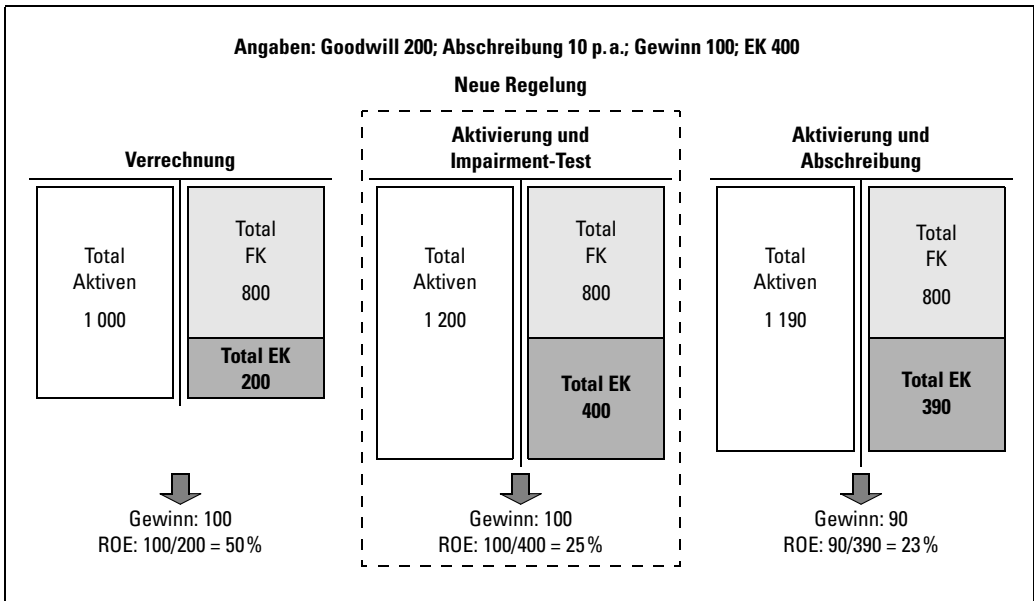 Angaben: Goodwill 200; Abschreibung 10 p. a.; Gewinn 100; EK 400
Neue Regelung
Verrechnung
Total
Aktiven
1 000
Total
FK
800
Total EK
200
Gewinn: 100
ROE: 100/200 = 50 %
Aktivierung und
Impairment-Test
Total
Aktiven
1 200
Total
FK
800
Total EK
400
Gewinn: 100
ROE: 100/400 = 25 %
Aktivierung und
Abschreibung
Total
Aktiven
1 190
Total
FK
800
Total EK
390
Gewinn: 90
ROE: 90/390 = 23 %